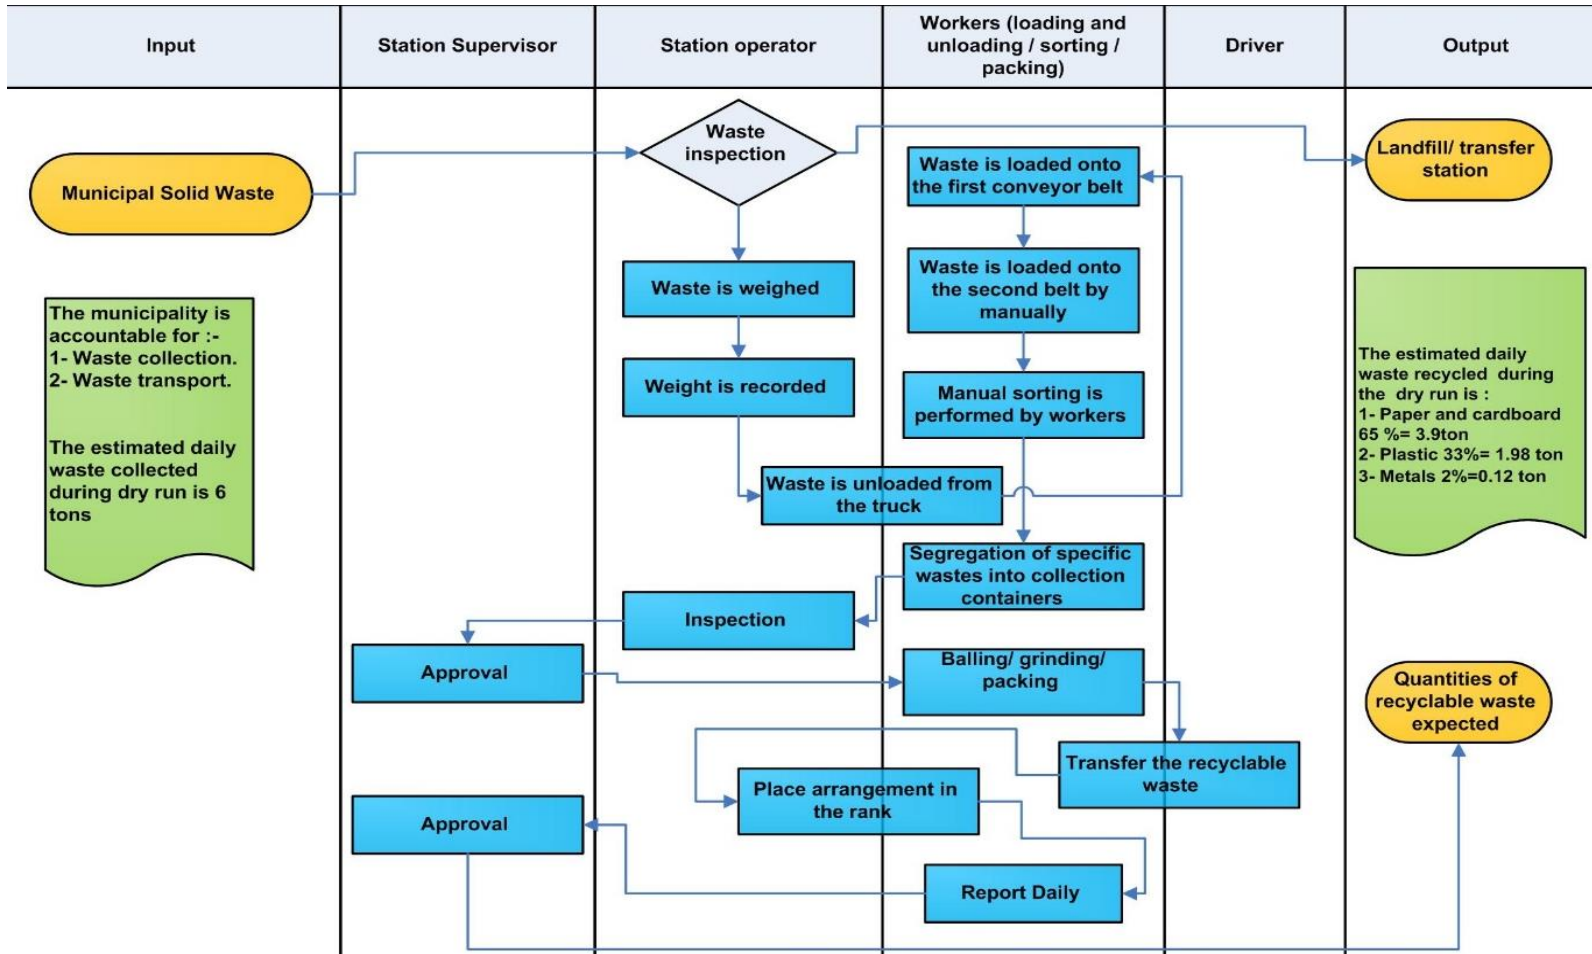 Input
Station Supervisor
Station operator
Workers (loading and
unloading / sorting /
packing)
Driver
Output
Municipal Solid Waste
The municipality is
accountable for :-
1- Waste collection.
2- Waste transport.
The estimated daily
waste collected
during dry run is 6
tons
Waste
inspection
Waste is weighed
Weight is recorded
Waste is unloaded from
the truck
Waste is loaded onto
the first conveyor belt
Waste is loaded onto
the second belt by
manually
Manual sorting is
performed by workers
Segregation of specific
wastes into collection
containers
Inspection
Approval
Balling/ grinding/
packing
Transfer the recyclable
waste
Place arrangement in
the rank
Report Daily
Approval
Landfill/ transfer
station
The estimated daily
waste recycled during
the dry run is :
1- Paper and cardboard
65 %= 3.9ton
2- Plastic 33%= 1.98 ton
3- Metals 2%=0.12 ton
Quantities of
recyclable waste
expected